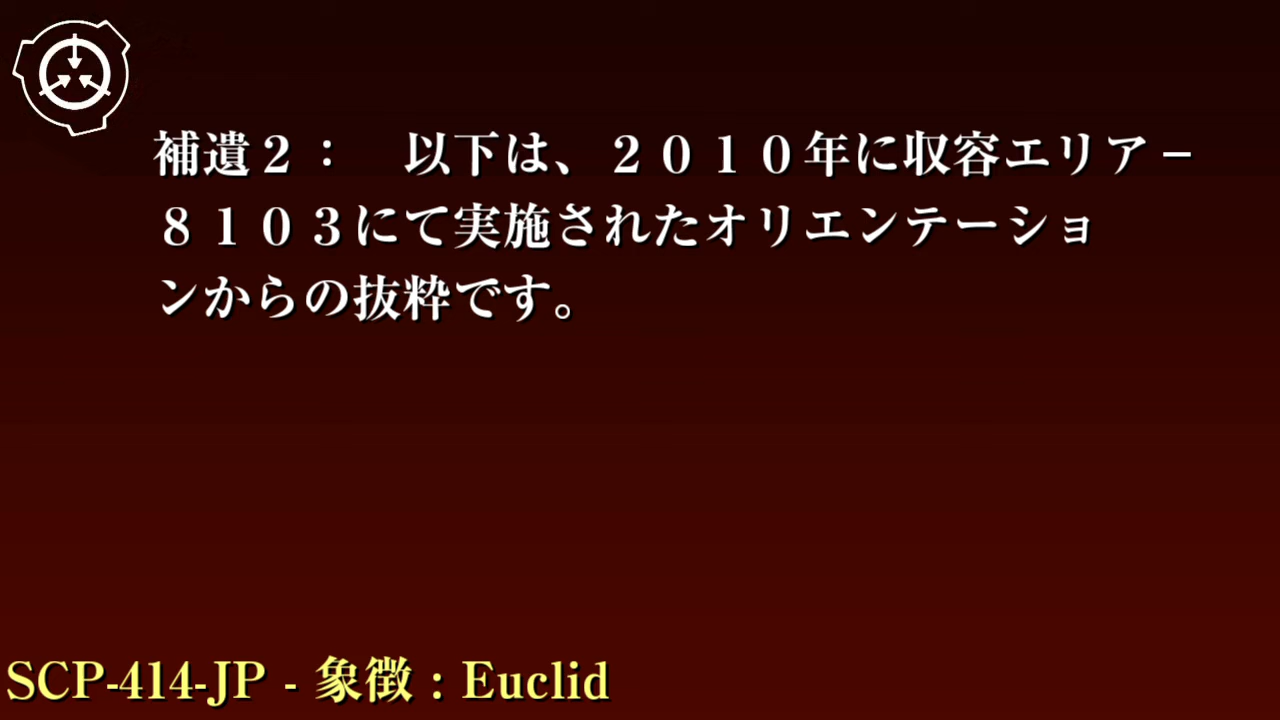 補遺２：　以下は、２０１０年に収容エリア－
８１０３にて実施されたオリエンテーショ
ンからの抜粋です。
SCP-414-JP - 象徴：Euclid